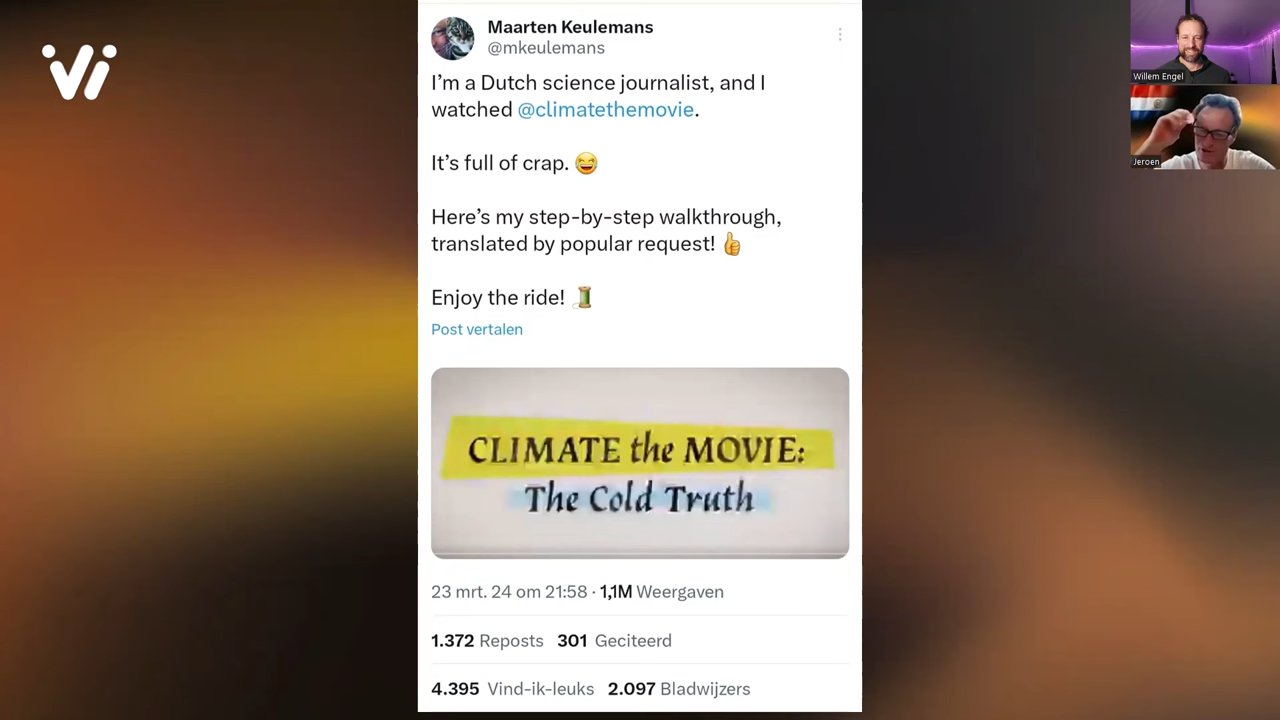 Vi
Maarten Keulemans
@mkeulemans
I’m a Dutch science journalist, and I
watched @climatethemovie.
It’s full of crap. 😂
Here’s my step-by-step walkthrough,
translated by popular request! 👍
Enjoy the ride! 🧵
Post vertalen
CLIMATE the MOVIE:
The Cold Truth
23 mrt. 24 om 21:58 · 1,1M Weergaven
1.372 Reposts 301 Geciteerd
4.395 Vind-ik-leuks 2.097 Bladwijzers
Willem Engel
Jeroen